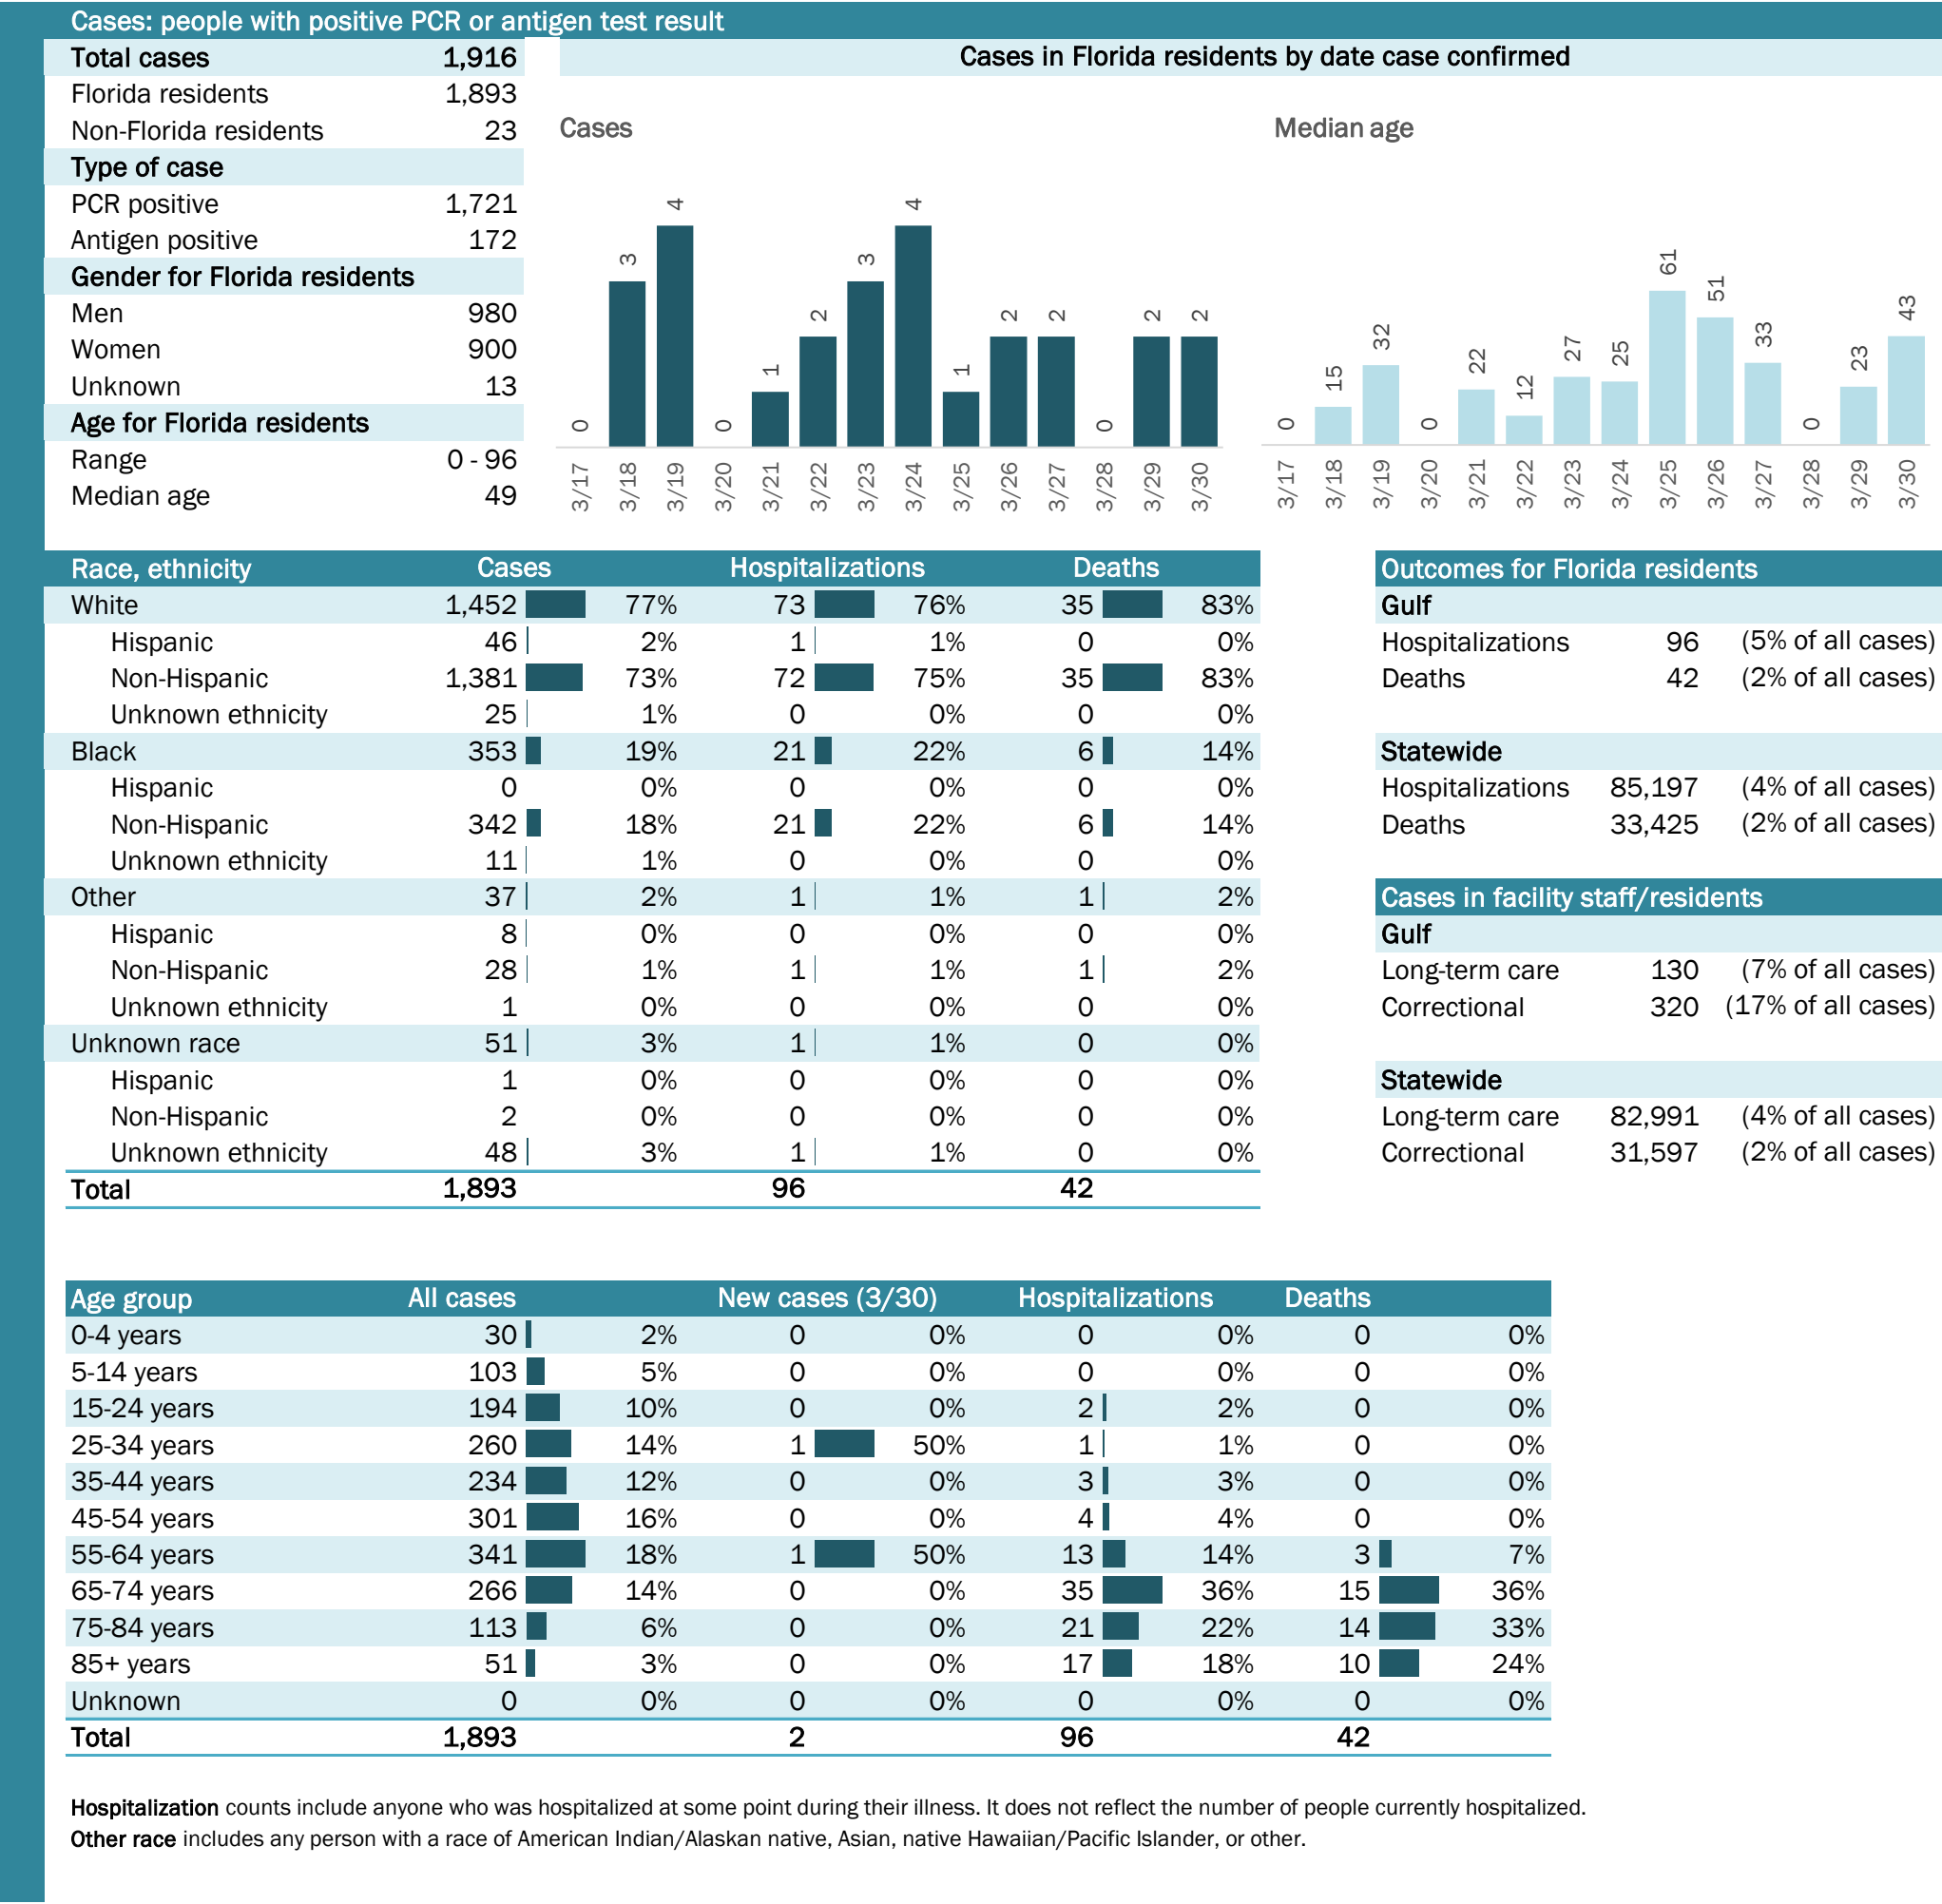 Cases: people with positive PCR or antigen test result
Total cases 1,916
Florida residents 1,893
Non-Florida residents 23
Type of case
PCR positive 1,721
Antigen positive 172
Gender for Florida residents
Men 980
Women 900
Unknown 13
Age for Florida residents
Range 0 - 96
Median age 49
Cases in Florida residents by date case confirmed
Cases
0 3 4 0 1 2 3 4 1 2 2 0 2 2
3/17 3/18 3/19 3/20 3/21 3/22 3/23 3/24 3/25 3/26 3/27 3/28 3/29 3/30
Median age
0 15 32 0 22 12 27 25 61 51 33 0 23 43
3/17 3/18 3/19 3/20 3/21 3/22 3/23 3/24 3/25 3/26 3/27 3/28 3/29 3/30
Race, ethnicity Cases Hospitalizations Deaths
White 1,452 77% 73 76% 35 83%
Hispanic 46 2% 1 1% 0 0%
Non-Hispanic 1,381 73% 72 75% 35 83%
Unknown ethnicity 25 1% 0 0% 0 0%
Black 353 19% 21 22% 6 14%
Hispanic 0 0% 0 0% 0 0%
Non-Hispanic 342 18% 21 22% 6 14%
Unknown ethnicity 11 1% 0 0% 0 0%
Other 37 2% 1 1% 1 2%
Hispanic 8 0% 0 0% 0 0%
Non-Hispanic 28 1% 1 1% 1 2%
Unknown ethnicity 1 0% 0 0% 0 0%
Unknown race 51 3% 1 1% 0 0%
Hispanic 1 0% 0 0% 0 0%
Non-Hispanic 2 0% 0 0% 0 0%
Unknown ethnicity 48 3% 1 1% 0 0%
Total 1,893 96 42
Outcomes for Florida residents
Gulf
Hospitalizations 96 (5% of all cases)
Deaths 42 (2% of all cases)
Statewide
Hospitalizations 85,197 (4% of all cases)
Deaths 33,425 (2% of all cases)
Cases in facility staff/residents
Gulf
Long-term care 130 (7% of all cases)
Correctional 320 (17% of all cases)
Statewide
Long-term care 82,991 (4% of all cases)
Correctional 31,597 (2% of all cases)
Age group All cases New cases (3/30) Hospitalizations Deaths
0-4 years 30 2% 0 0% 0 0% 0 0%
5-14 years 103 5% 0 0% 0 0% 0 0%
15-24 years 194 10% 0 0% 2 2% 0 0%
25-34 years 260 14% 1 50% 1 1% 0 0%
35-44 years 234 12% 0 0% 3 3% 0 0%
45-54 years 301 16% 0 0% 4 4% 0 0%
55-64 years 341 18% 1 50% 13 14% 3 7%
65-74 years 266 14% 0 0% 35 36% 15 36%
75-84 years 113 6% 0 0% 21 22% 14 33%
85+ years 51 3% 0 0% 17 18% 10 24%
Unknown 0 0% 0 0% 0 0% 0 0%
Total 1,893 2 96 42
Hospitalization counts include anyone who was hospitalized at some point during their illness. It does not reflect the number of people currently hospitalized.
Other race includes any person with a race of American Indian/Alaskan native, Asian, native Hawaiian/Pacific Islander, or other.